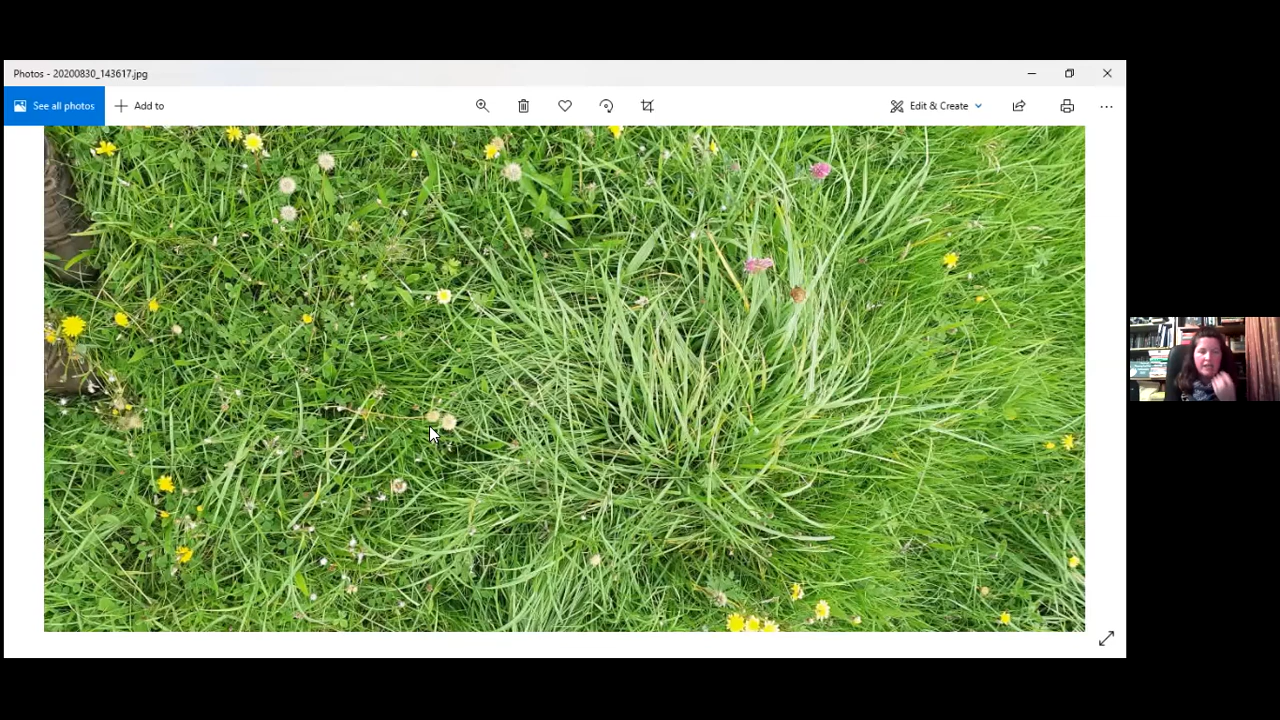 Photos - 20200830_143617.jpg
See all photos
Add to
Edit & Create